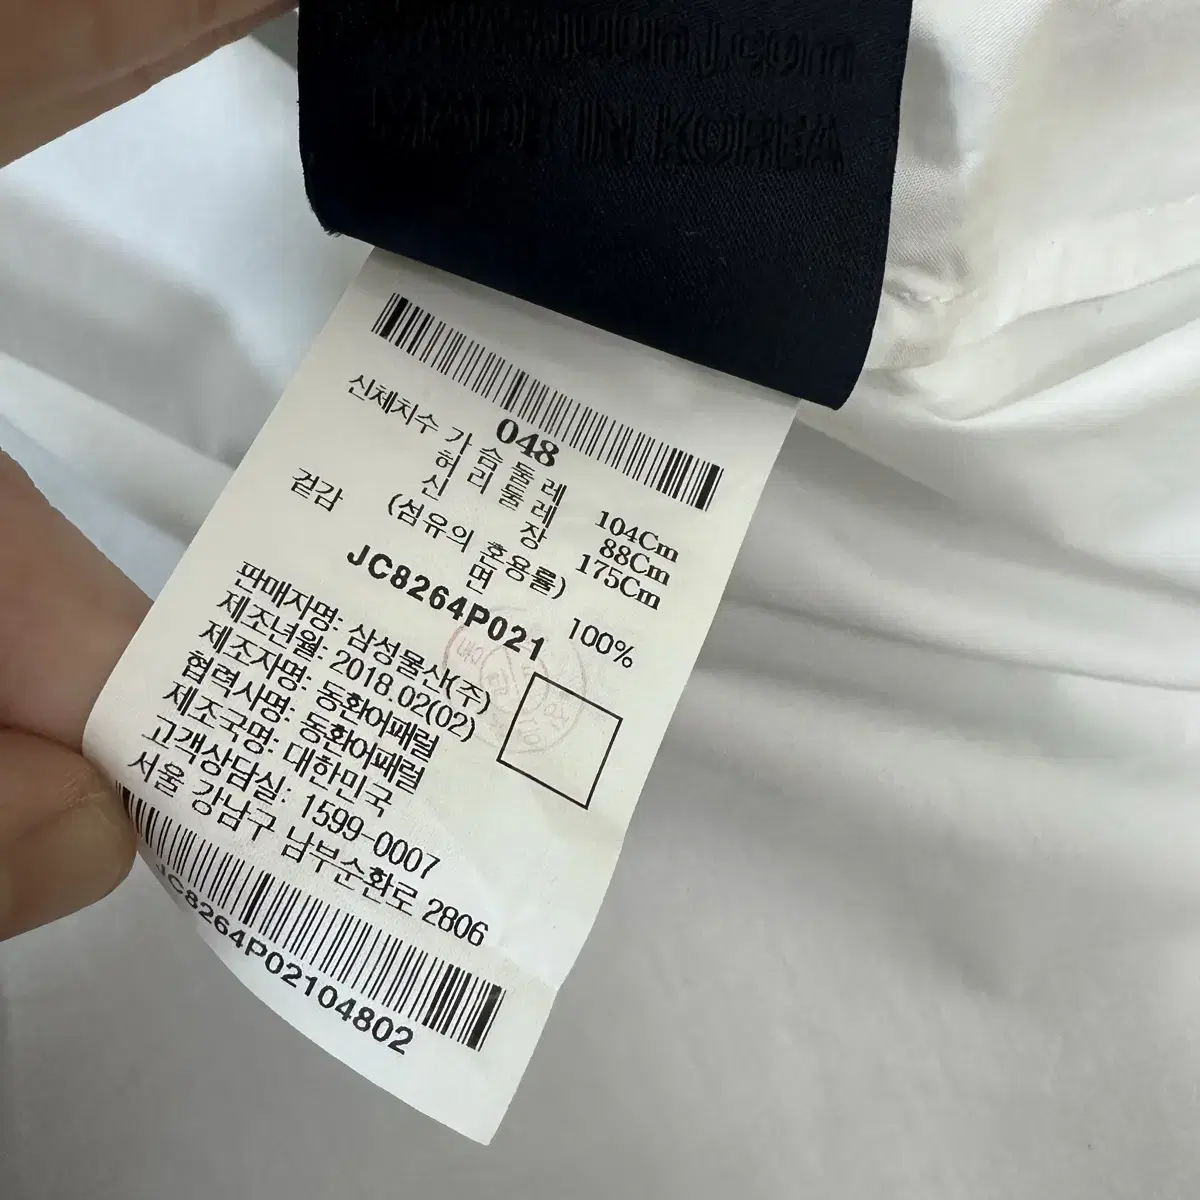 MADE IN KOREA
048
신체치수 가슴둘레 104Cm
허리둘레 88Cm
신장 175Cm
겉감 (섬유의 혼용률)
면 100%
JC8264P021
판매자명: 삼성물산(주)
제조년월: 2018.02(02)
제조자명: 동환어패럴
협력사명: 동환어패럴
제조국명: 대한민국
고객상담실: 1599-0007
서울 강남구 남부순환로 2806
JC8264P02104802